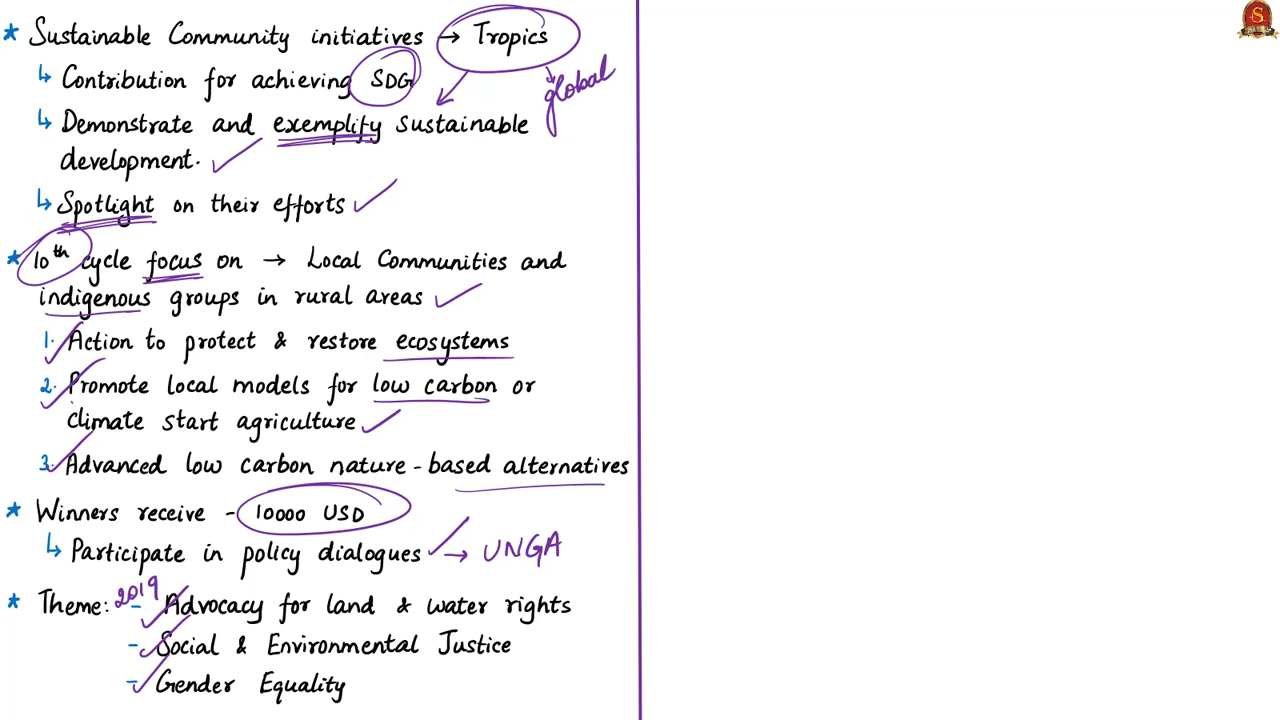 * Sustainable Community initiatives → Tropics
↳ Contribution for achieving SDG
global
↳ Demonstrate and exemplify sustainable
development.
↳ Spotlight on their efforts
* 10th cycle focus on → Local Communities and
indigenous groups in rural areas
1. Action to protect & restore ecosystems
2. Promote local models for low carbon or
climate start agriculture
3. Advanced low carbon nature - based alternatives
* Winners receive - 10000 USD
↳ Participate in policy dialogues → UNGA
* Theme: 2019 - Advocacy for land & water rights
- Social & Environmental Justice
- Gender Equality
S